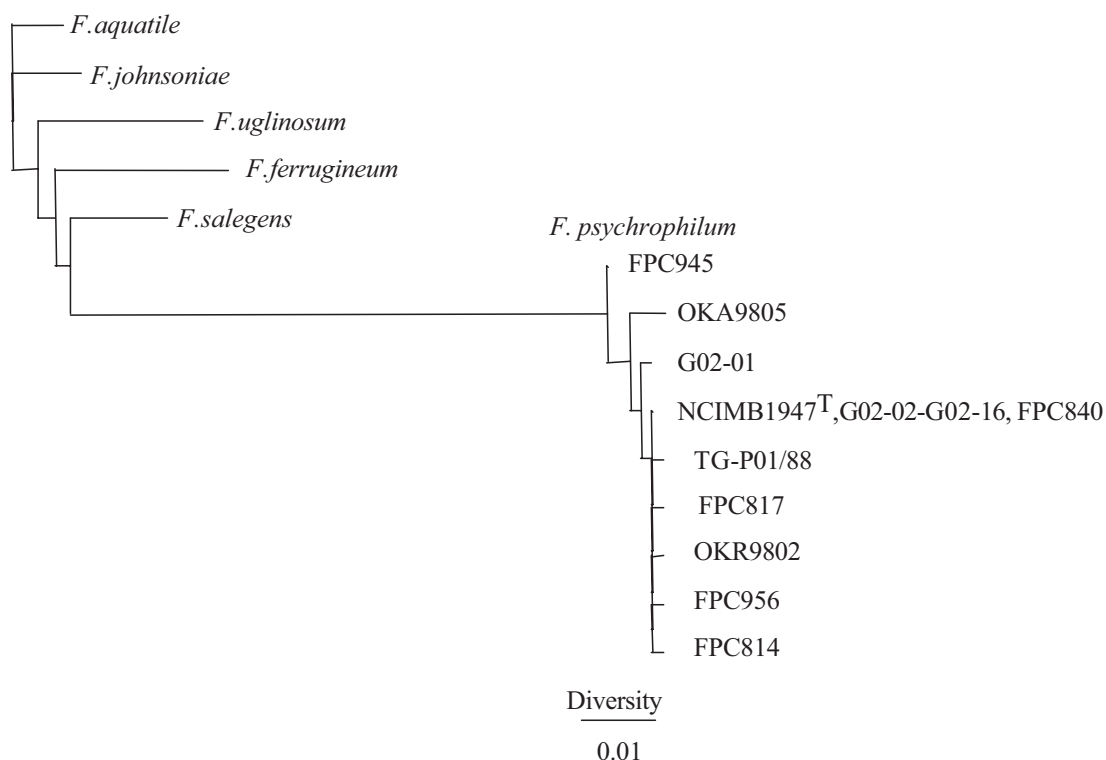 F.aquatile
F.johnsoniae
F.uglinosum
F.ferrugineum
F.salegens
F. psychrophilum
FPC945
OKA9805
G02-01
NCIMB1947T,G02-02-G02-16, FPC840
TG-P01/88
FPC817
OKR9802
FPC956
FPC814
Diversity
0.01